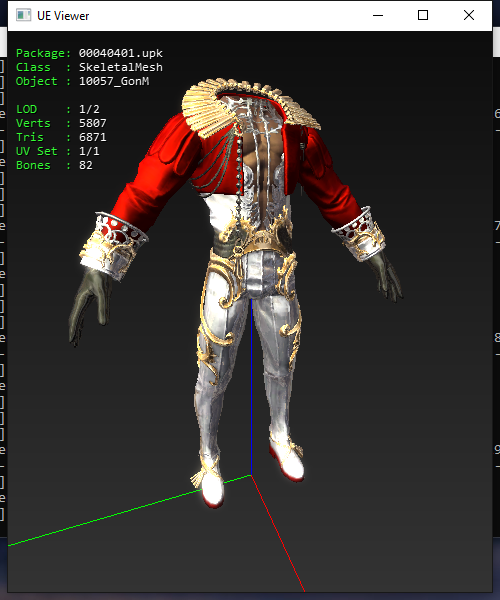 UE Viewer
Package: 00040401.upk
Class : SkeletalMesh
Object : 10057_GonM
LOD : 1/2
Verts : 5807
Tris : 6871
UV Set : 1/1
Bones : 82